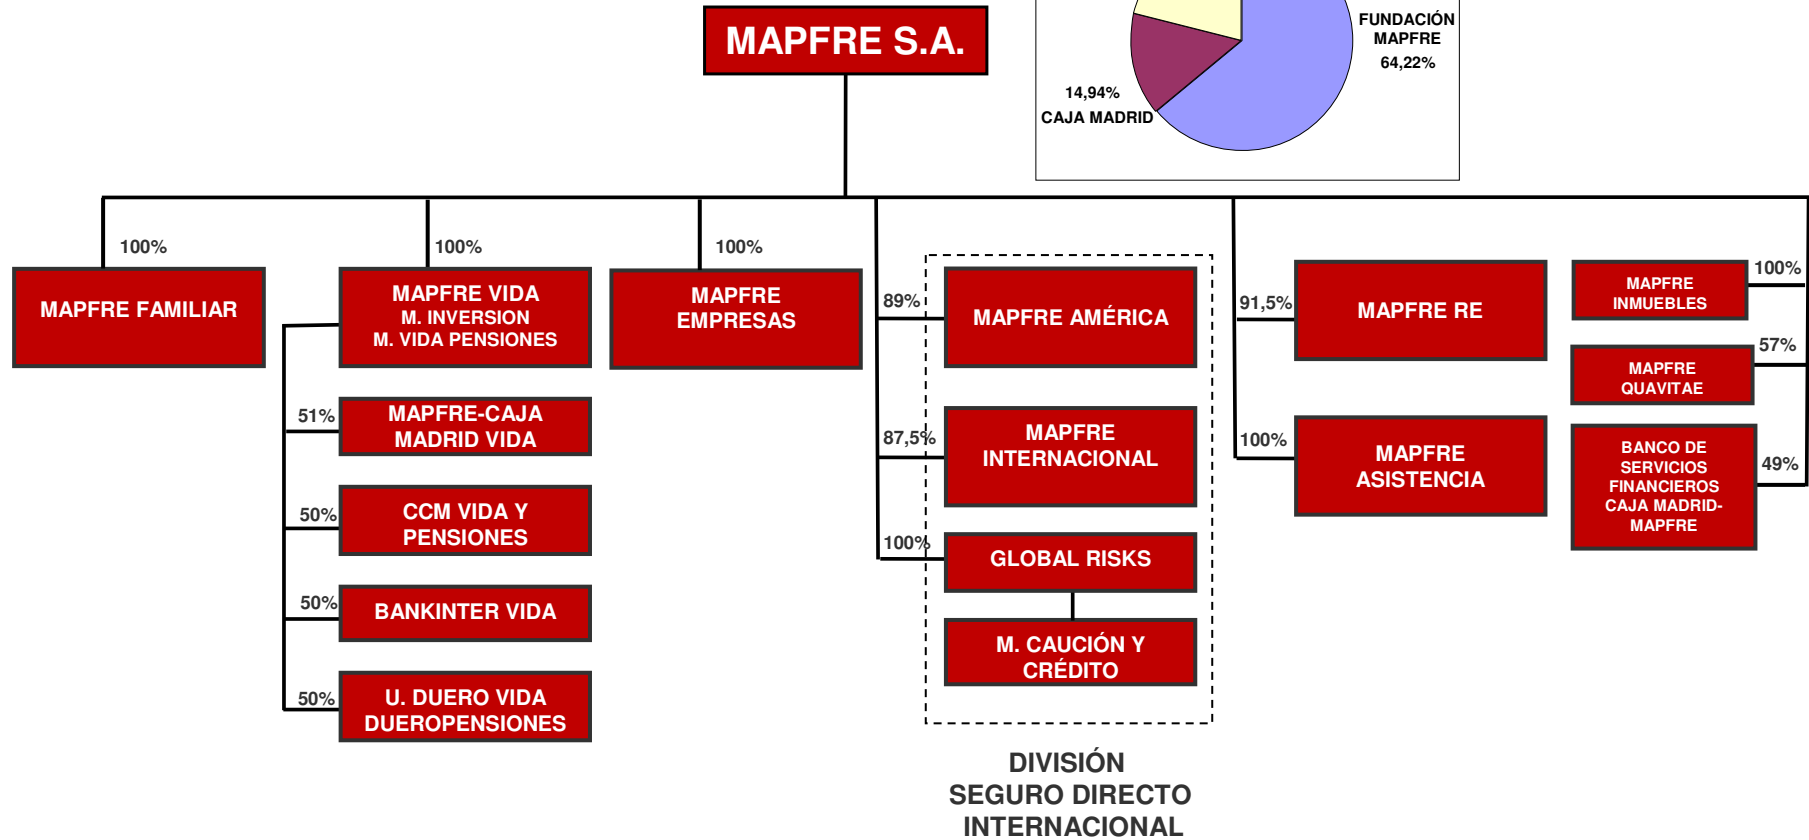 MAPFRE S.A.
FUNDACIÓN
MAPFRE
64,22%
14,94%
CAJA MADRID
100%
MAPFRE FAMILIAR
100%
MAPFRE VIDA
M. INVERSION
M. VIDA PENSIONES
51%
MAPFRE-CAJA
MADRID VIDA
50%
CCM VIDA Y
PENSIONES
50%
BANKINTER VIDA
50%
U. DUERO VIDA
DUEROPENSIONES
100%
MAPFRE
EMPRESAS
89%
MAPFRE AMÉRICA
87,5%
MAPFRE
INTERNACIONAL
100%
GLOBAL RISKS
M. CAUCIÓN Y
CRÉDITO
DIVISIÓN
SEGURO DIRECTO
INTERNACIONAL
91,5%
MAPFRE RE
100%
MAPFRE
ASISTENCIA
100%
MAPFRE
INMUEBLES
57%
MAPFRE
QUAVITAE
49%
BANCO DE
SERVICIOS
FINANCIEROS
CAJA MADRID-
MAPFRE